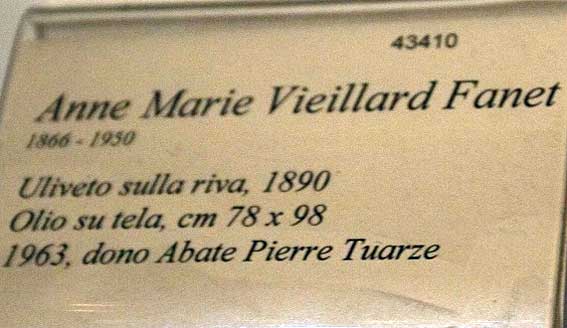 43410
Anne Marie Vieillard Fanet
1866 - 1950
Uliveto sulla riva, 1890
Olio su tela, cm 78 x 98
1963, dono Abate Pierre Tuarze